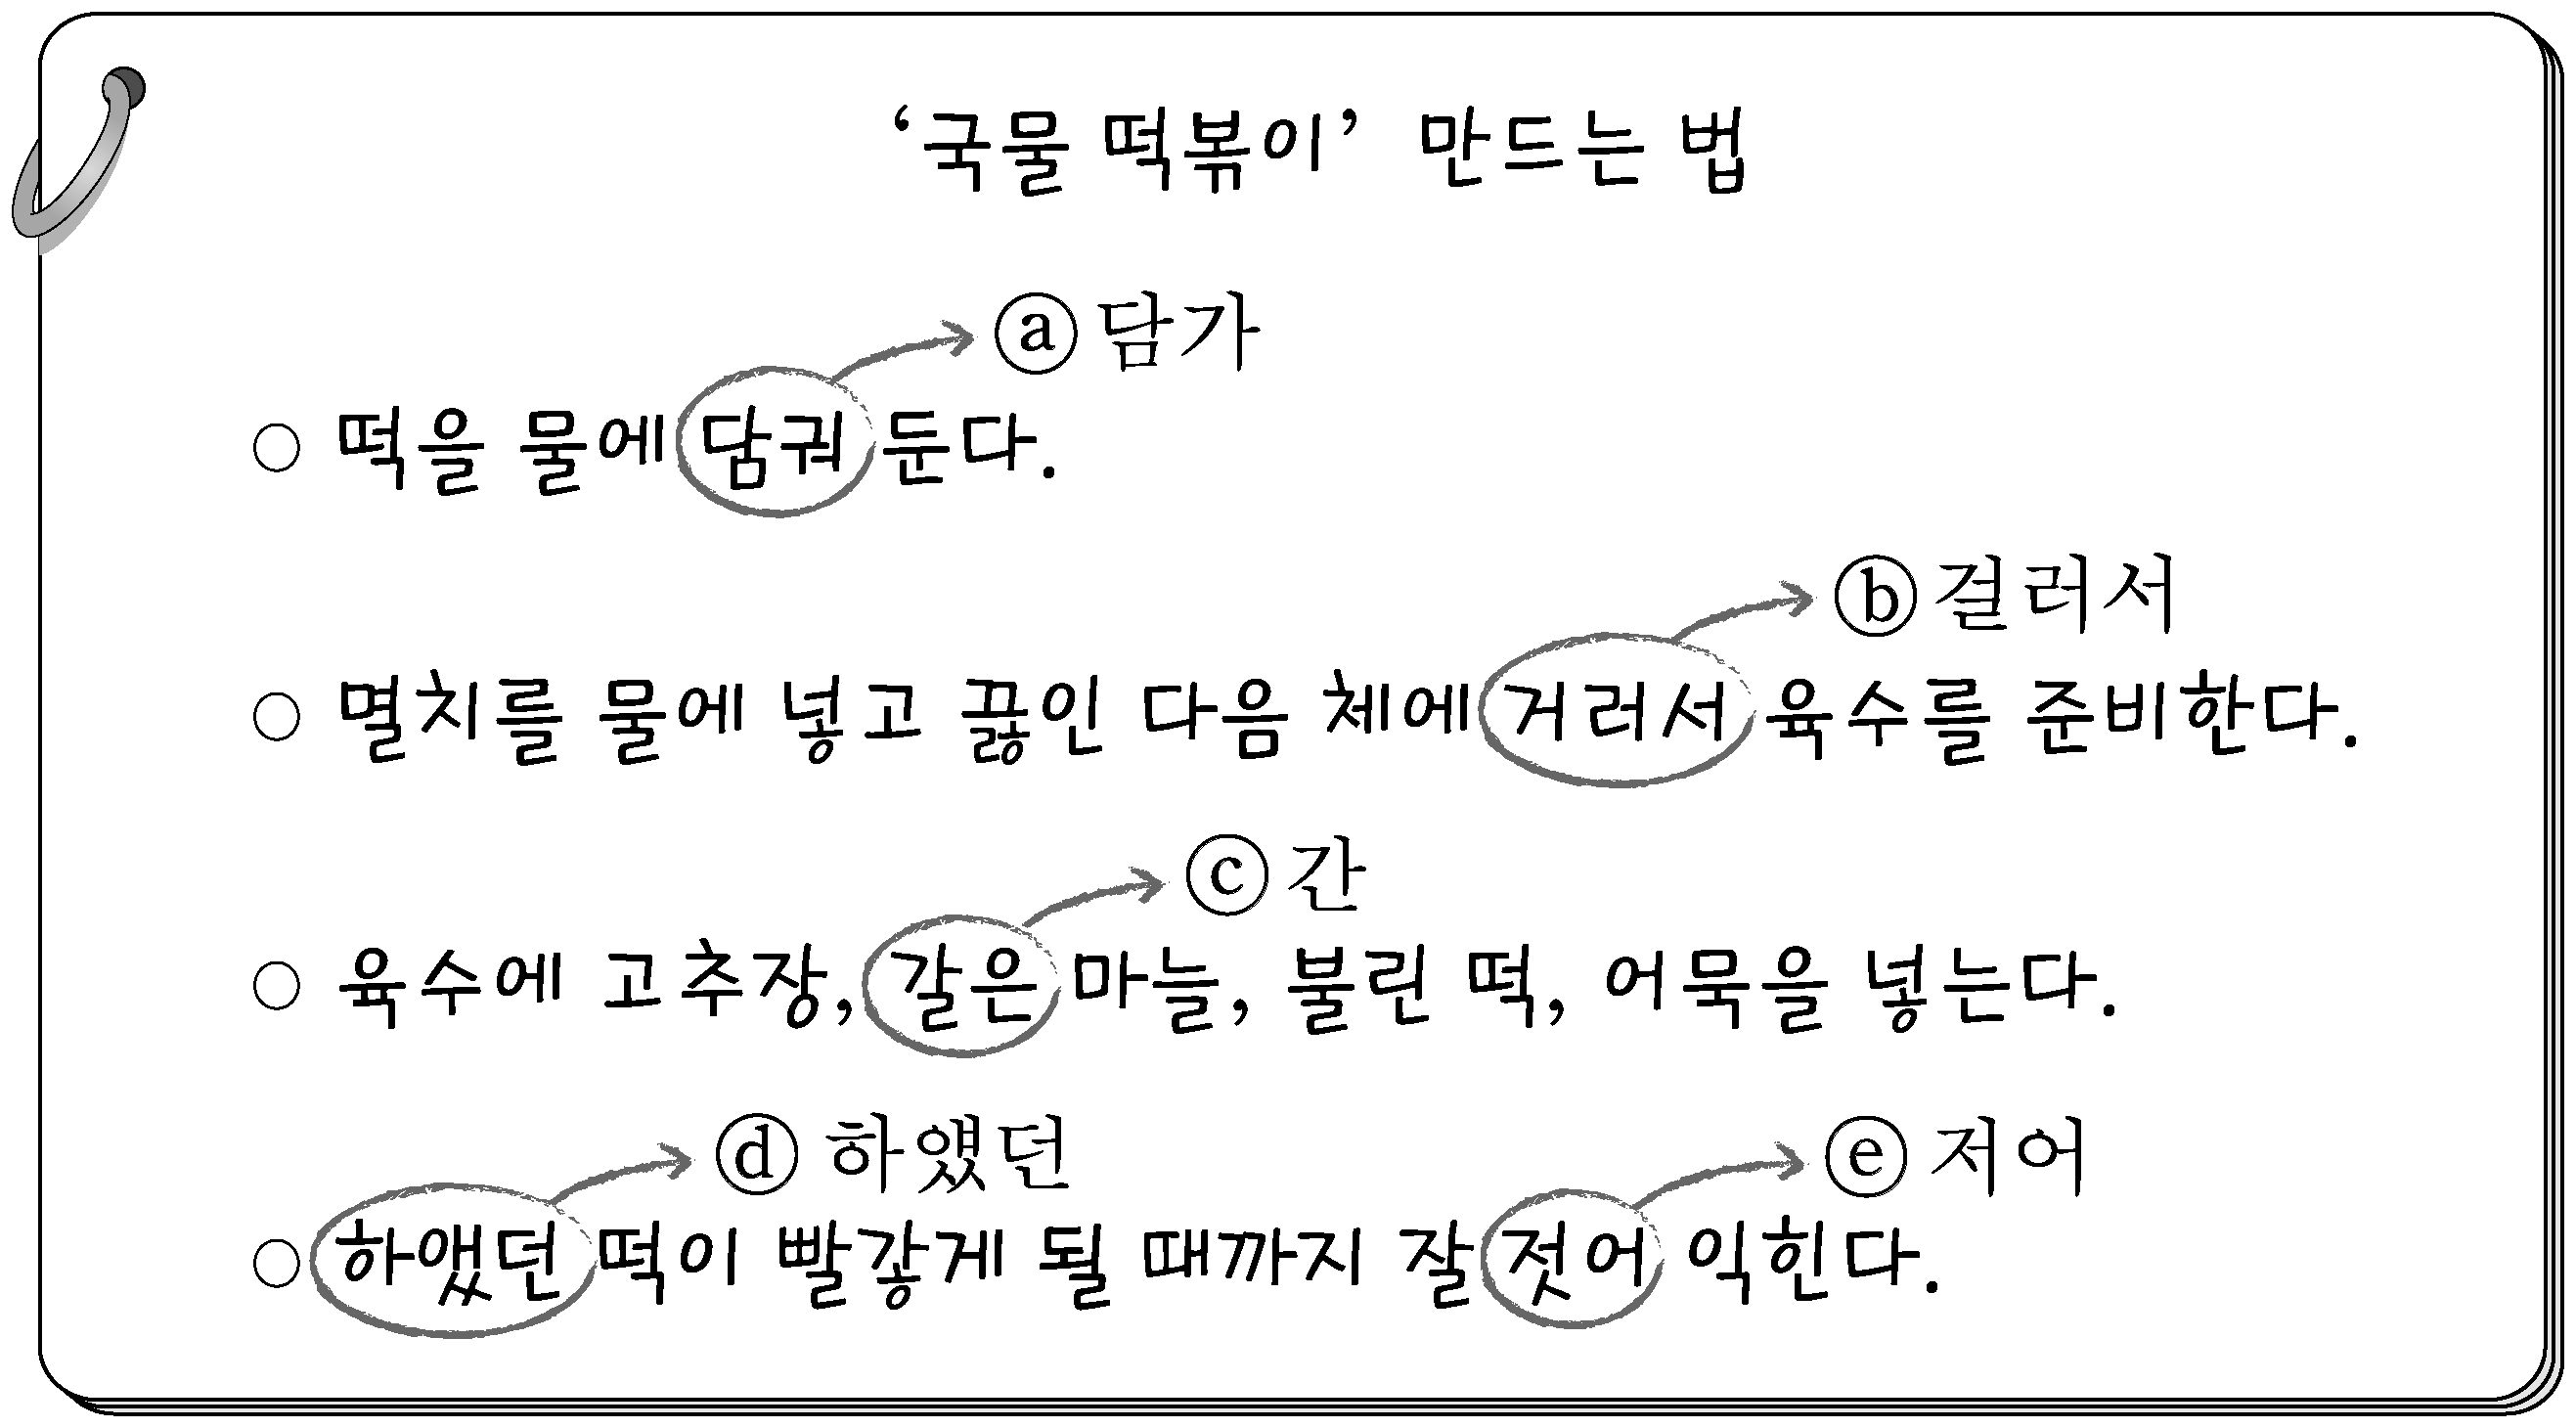 ‘국물 떡볶이’ 만드는 법
ⓐ 담가
○ 떡을 물에 담궈 둔다.
ⓑ 걸러서
○ 멸치를 물에 넣고 끓인 다음 체에 거러서 육수를 준비한다.
ⓒ 간
○ 육수에 고추장, 갈은 마늘, 불린 떡, 어묵을 넣는다.
ⓓ 하얬던 ⓔ 저어
○ 하앴던 떡이 빨갛게 될 때까지 잘 젓어 익힌다.